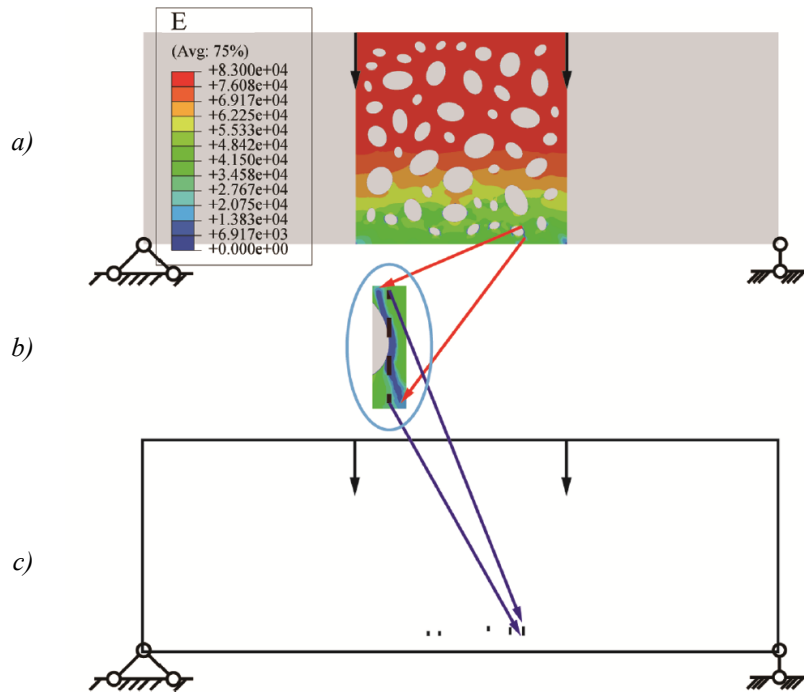 E
(Avg: 75%)
+8.300e+04
+7.608e+04
+6.917e+04
+6.225e+04
+5.533e+04
+4.842e+04
+4.150e+04
+3.458e+04
+2.767e+04
+2.075e+04
+1.383e+04
+6.917e+03
+0.000e+00
a)
b)
c)